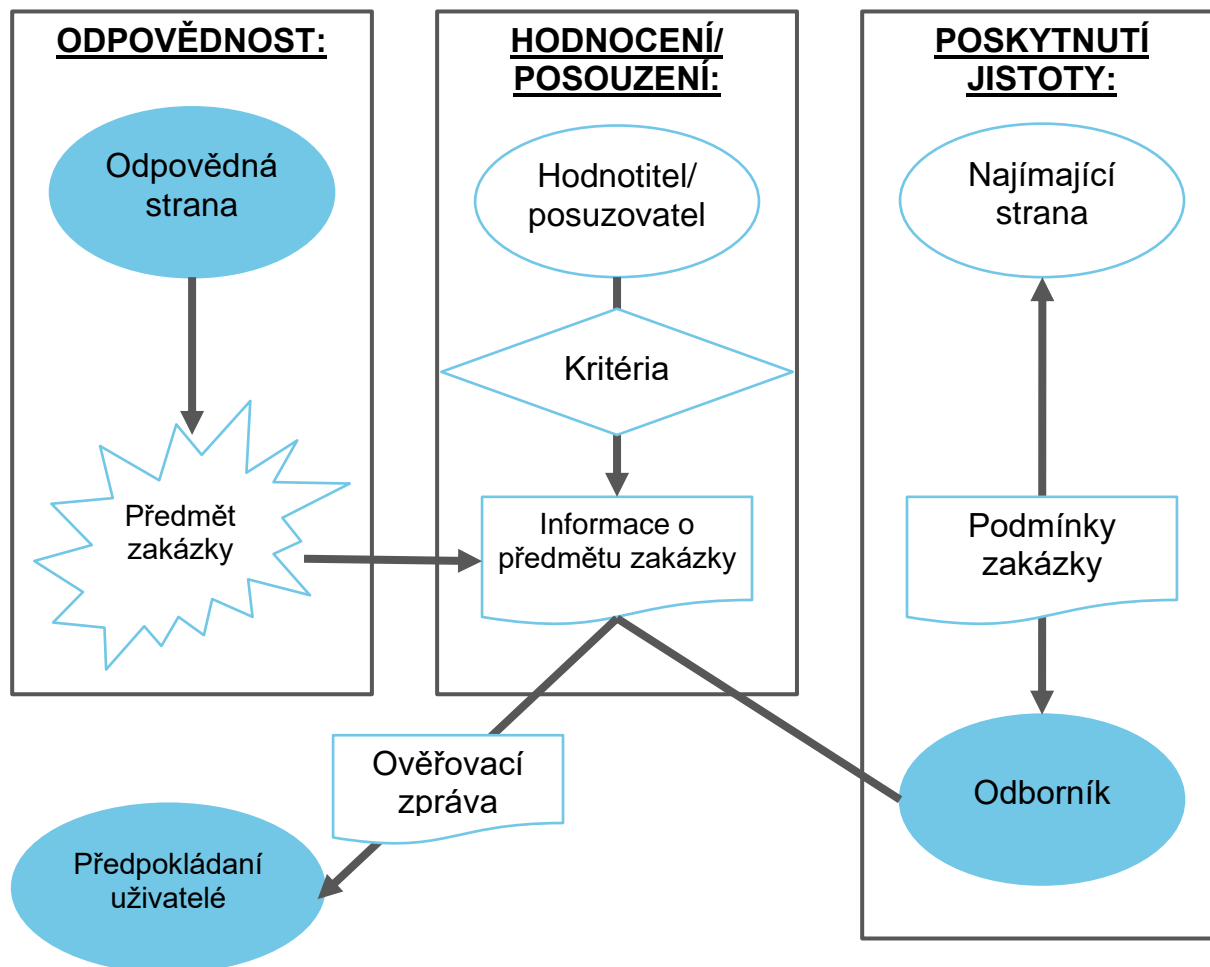 ODPOVĚDNOST:
Odpovědná
strana
Předmět
zakázky
HODNOCENÍ/
POSOUZENÍ:
Hodnotitel/
posuzovatel
Kritéria
Informace o
předmětu zakázky
POSKYTNUTÍ
JISTOTY:
Najímající
strana
Podmínky
zakázky
Odborník
Ověřovací
zpráva
Předpokládaní
uživatelé